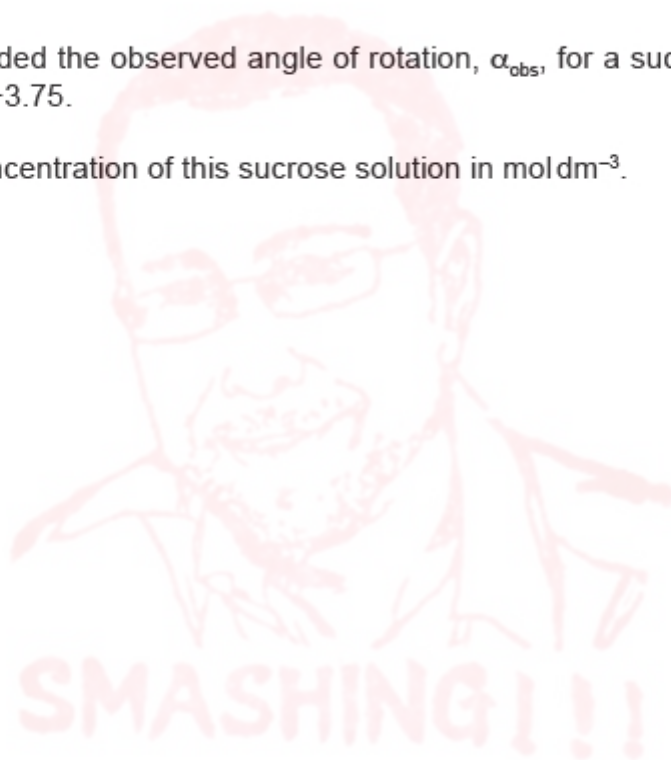 ded the observed angle of rotation, αobs, for a suc
3.75.
centration of this sucrose solution in mol dm⁻³.
SMASHING!!!